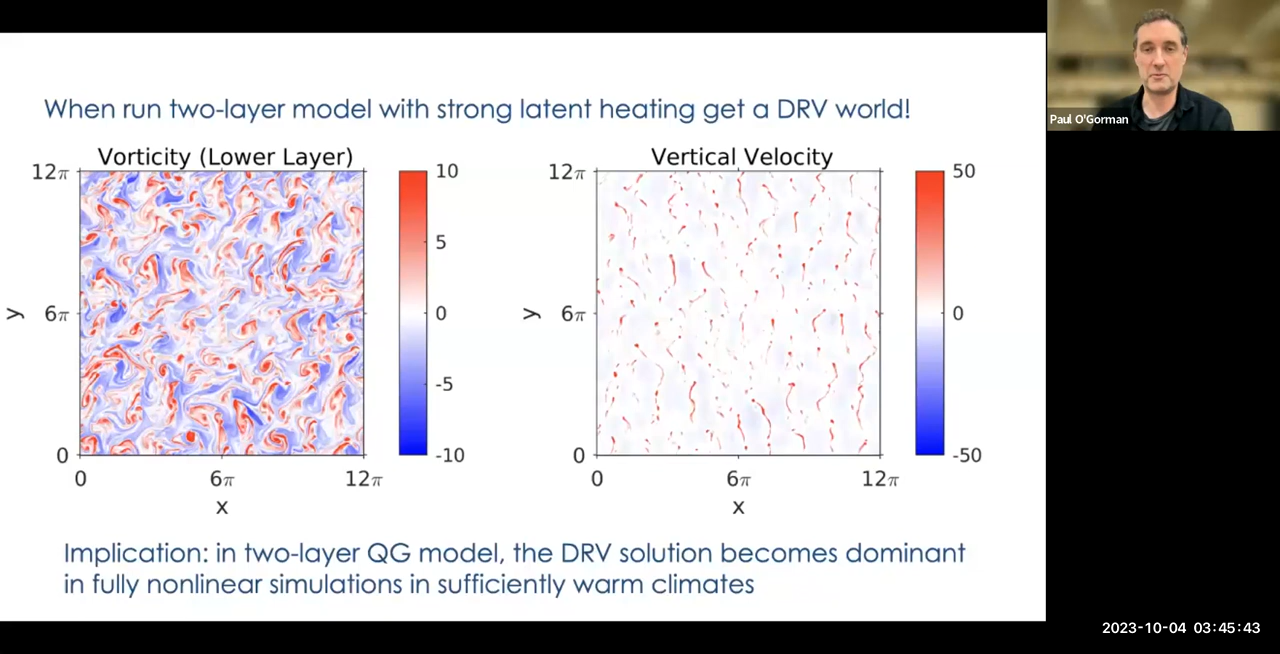 When run two-layer model with strong latent heating get a DRV world!
Vorticity (Lower Layer)
12π
6π
0
y
0
6π
12π
x
10
5
0
-5
-10
Vertical Velocity
12π
6π
0
y
0
6π
12π
x
50
0
-50
Implication: in two-layer QG model, the DRV solution becomes dominant
in fully nonlinear simulations in sufficiently warm climates
Paul O'Gorman
2023-10-04 03:45:43